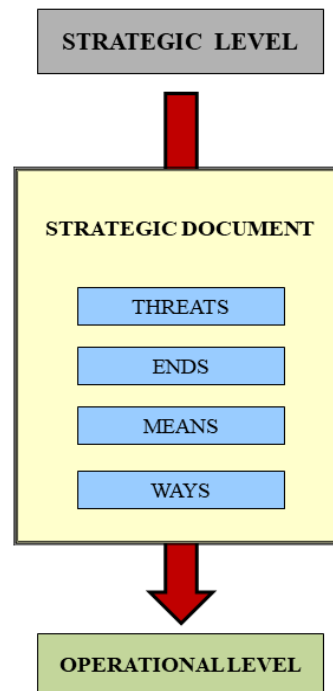 STRATEGIC LEVEL
STRATEGIC DOCUMENT
THREATS
ENDS
MEANS
WAYS
OPERATIONAL LEVEL